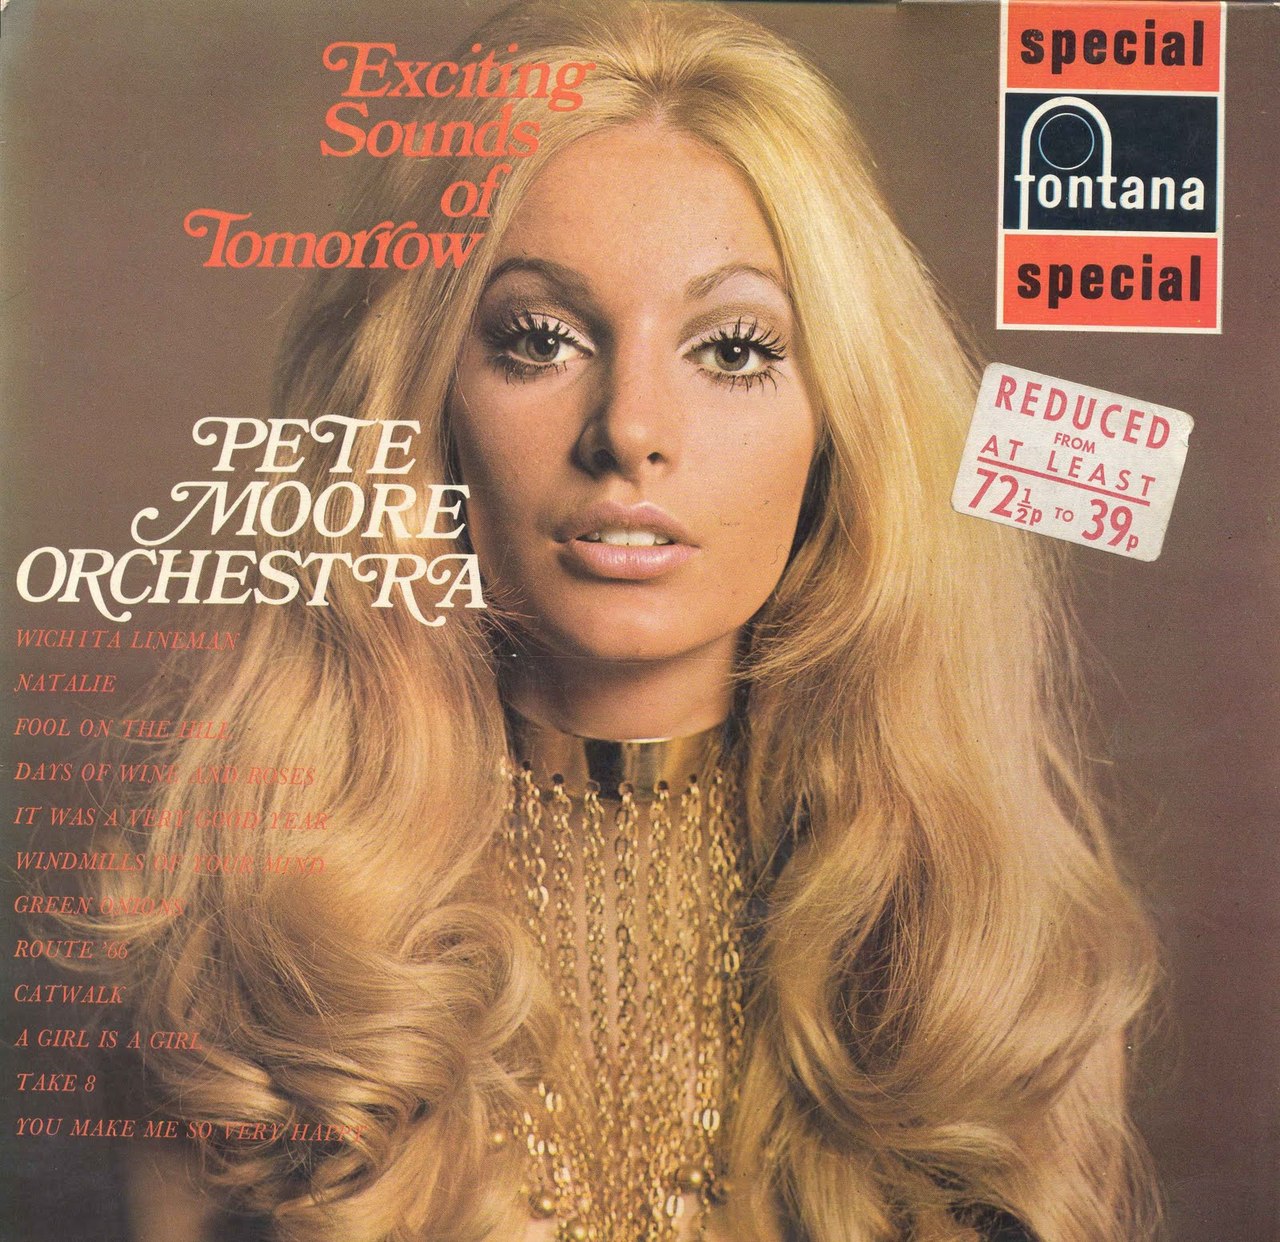 Exciting
Sounds
of
Tomorrow
special
fontana
special
REDUCED
FROM
AT LEAST
72½p TO 39p
PETE
MOORE
ORCHESTRA
WICHITA LINEMAN
NATALIE
FOOL ON THE HILL
DAYS OF WINE AND ROSES
IT WAS A VERY GOOD YEAR
WINDMILLS OF YOUR MIND
GREEN ONIONS
ROUTE '66
CATWALK
A GIRL IS A GIRL
TAKE 8
YOU MAKE ME SO VERY HAPPY